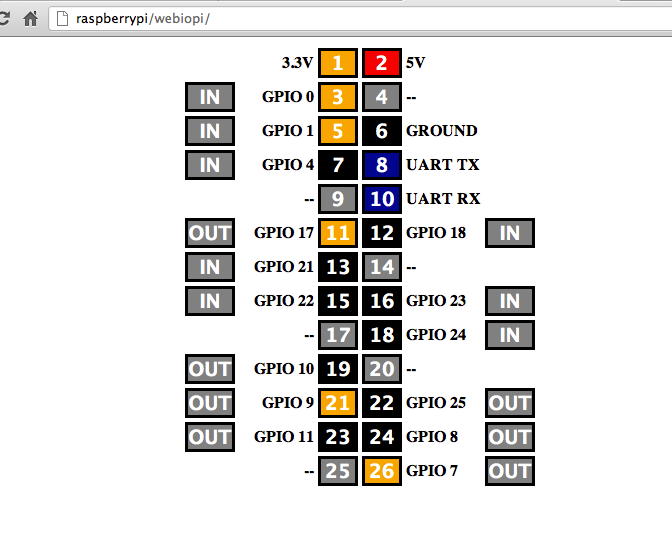 raspberrypi/webiopi/
3.3V 1 2 5V
IN GPIO 0 3 4 --
IN GPIO 1 5 6 GROUND
IN GPIO 4 7 8 UART TX
-- 9 10 UART RX
OUT GPIO 17 11 12 GPIO 18 IN
IN GPIO 21 13 14 --
IN GPIO 22 15 16 GPIO 23 IN
-- 17 18 GPIO 24 IN
OUT GPIO 10 19 20 --
OUT GPIO 9 21 22 GPIO 25 OUT
OUT GPIO 11 23 24 GPIO 8 OUT
-- 25 26 GPIO 7 OUT